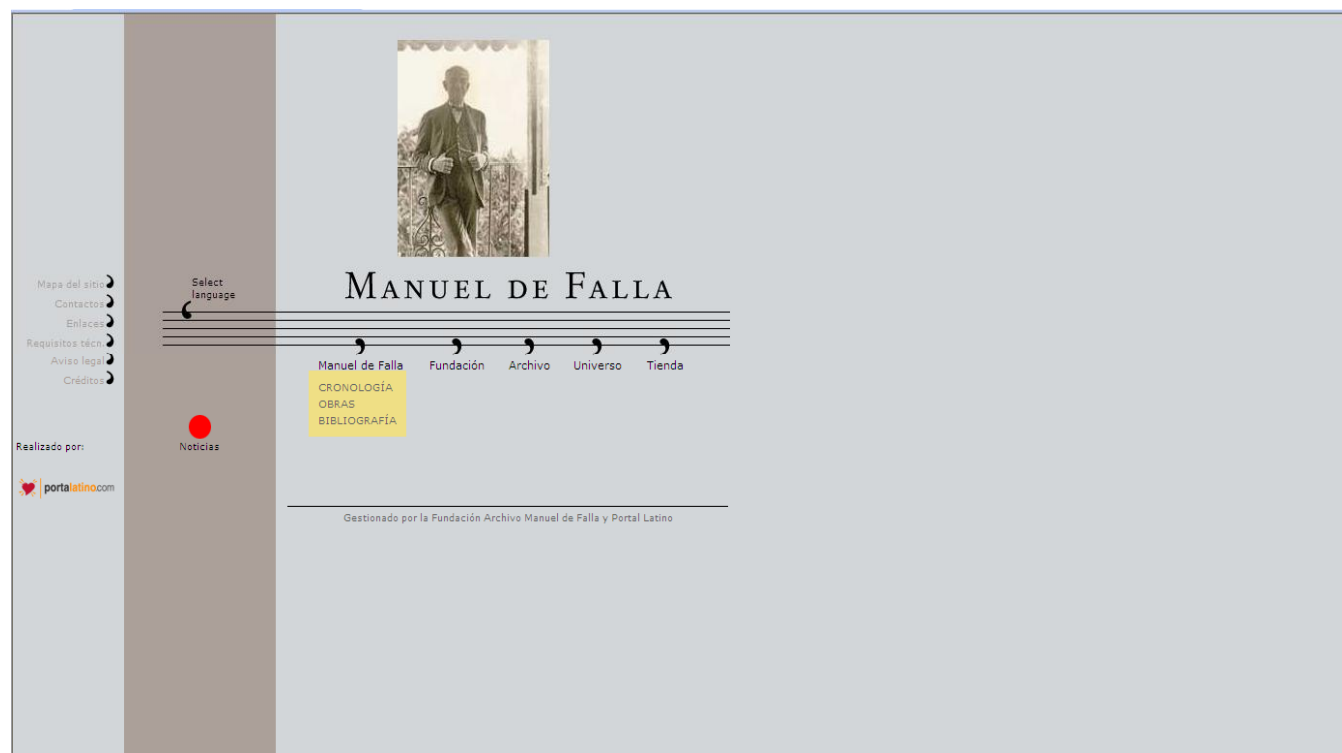 MANUEL DE FALLA
Mapa del sitio
Contactos
Enlaces
Requisitos técn.
Aviso legal
Créditos
Select
language
Manuel de Falla
Fundación
Archivo
Universo
Tienda
CRONOLOGÍA
OBRAS
BIBLIOGRAFÍA
Noticias
Realizado por:
portalatino.com
Gestionado por la Fundación Archivo Manuel de Falla y Portal Latino